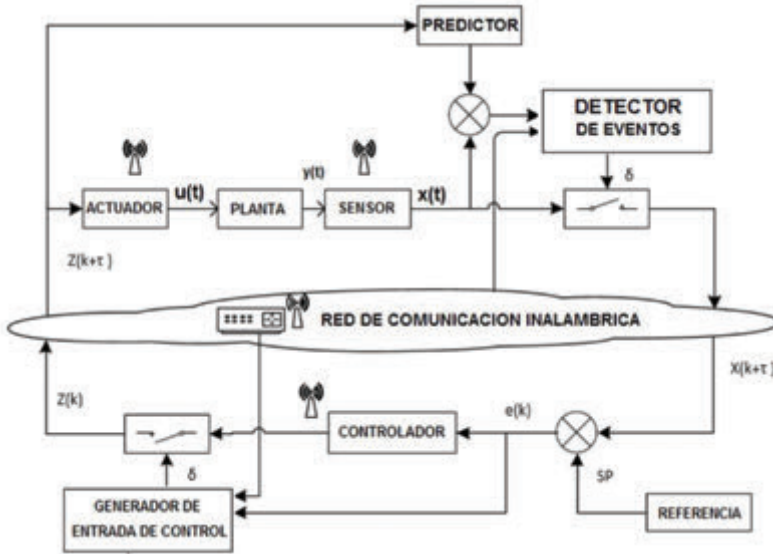 PREDICTOR
DETECTOR
DE EVENTOS
δ
ACTUADOR
u(t)
PLANTA
y(t)
SENSOR
x(t)
Z(k+τ )
RED DE COMUNICACION INALAMBRICA
X(k+τ )
Z(k)
CONTROLADOR
e(k)
δ
SP
GENERADOR DE
ENTRADA DE CONTROL
REFERENCIA